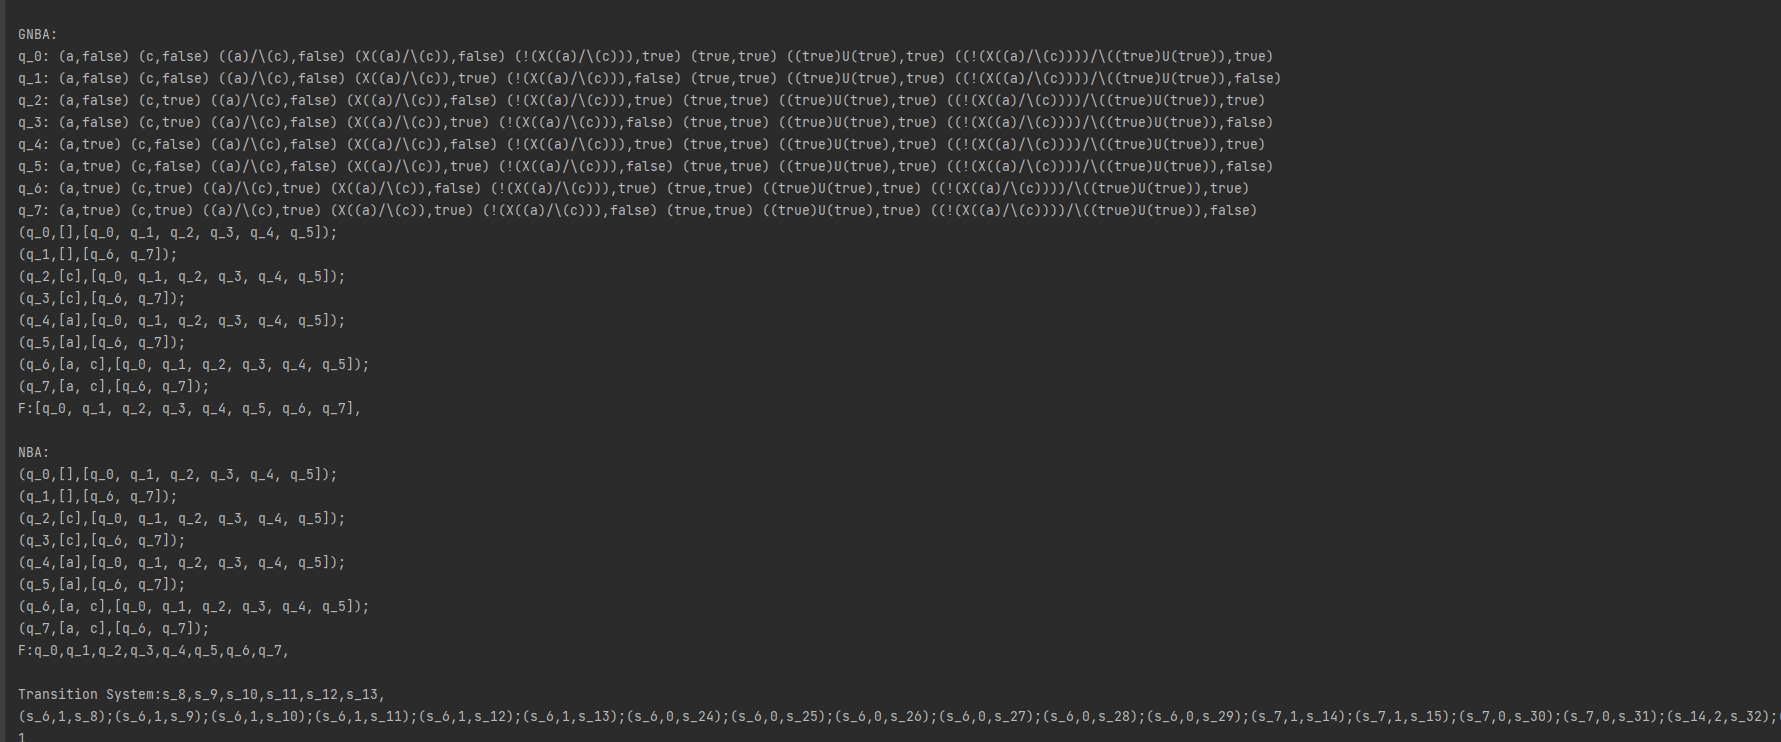 GNBA:
q_0: (a,false) (c,false) ((a)/\(c),false) (X((a)/\(c)),false) (!(X((a)/\(c))),true) (true,true) ((true)U(true),true) ((!(X((a)/\(c))))/\((true)U(true)),true)
q_1: (a,false) (c,false) ((a)/\(c),false) (X((a)/\(c)),true) (!(X((a)/\(c))),false) (true,true) ((true)U(true),true) ((!(X((a)/\(c))))/\((true)U(true)),false)
q_2: (a,false) (c,true) ((a)/\(c),false) (X((a)/\(c)),false) (!(X((a)/\(c))),true) (true,true) ((true)U(true),true) ((!(X((a)/\(c))))/\((true)U(true)),true)
q_3: (a,false) (c,true) ((a)/\(c),false) (X((a)/\(c)),true) (!(X((a)/\(c))),false) (true,true) ((true)U(true),true) ((!(X((a)/\(c))))/\((true)U(true)),false)
q_4: (a,true) (c,false) ((a)/\(c),false) (X((a)/\(c)),false) (!(X((a)/\(c))),true) (true,true) ((true)U(true),true) ((!(X((a)/\(c))))/\((true)U(true)),true)
q_5: (a,true) (c,false) ((a)/\(c),false) (X((a)/\(c)),true) (!(X((a)/\(c))),false) (true,true) ((true)U(true),true) ((!(X((a)/\(c))))/\((true)U(true)),false)
q_6: (a,true) (c,true) ((a)/\(c),true) (X((a)/\(c)),false) (!(X((a)/\(c))),true) (true,true) ((true)U(true),true) ((!(X((a)/\(c))))/\((true)U(true)),true)
q_7: (a,true) (c,true) ((a)/\(c),true) (X((a)/\(c)),true) (!(X((a)/\(c))),false) (true,true) ((true)U(true),true) ((!(X((a)/\(c))))/\((true)U(true)),false)
(q_0,[],[q_0, q_1, q_2, q_3, q_4, q_5]);
(q_1,[],[q_6, q_7]);
(q_2,[c],[q_0, q_1, q_2, q_3, q_4, q_5]);
(q_3,[c],[q_6, q_7]);
(q_4,[a],[q_0, q_1, q_2, q_3, q_4, q_5]);
(q_5,[a],[q_6, q_7]);
(q_6,[a, c],[q_0, q_1, q_2, q_3, q_4, q_5]);
(q_7,[a, c],[q_6, q_7]);
F:[q_0, q_1, q_2, q_3, q_4, q_5, q_6, q_7],
NBA:
(q_0,[],[q_0, q_1, q_2, q_3, q_4, q_5]);
(q_1,[],[q_6, q_7]);
(q_2,[c],[q_0, q_1, q_2, q_3, q_4, q_5]);
(q_3,[c],[q_6, q_7]);
(q_4,[a],[q_0, q_1, q_2, q_3, q_4, q_5]);
(q_5,[a],[q_6, q_7]);
(q_6,[a, c],[q_0, q_1, q_2, q_3, q_4, q_5]);
(q_7,[a, c],[q_6, q_7]);
F:q_0,q_1,q_2,q_3,q_4,q_5,q_6,q_7,
Transition System:s_8,s_9,s_10,s_11,s_12,s_13,
(s_6,1,s_8);(s_6,1,s_9);(s_6,1,s_10);(s_6,1,s_11);(s_6,1,s_12);(s_6,1,s_13);(s_6,0,s_24);(s_6,0,s_25);(s_6,0,s_26);(s_6,0,s_27);(s_6,0,s_28);(s_6,0,s_29);(s_7,1,s_14);(s_7,1,s_15);(s_7,0,s_30);(s_7,0,s_31);(s_14,2,s_32);(
1